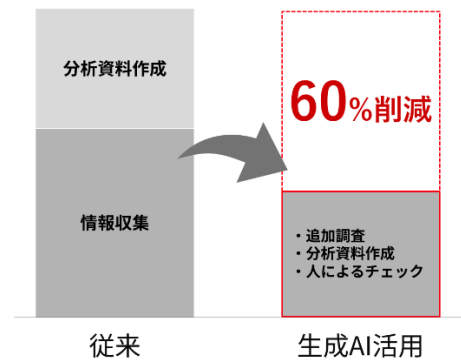 分析資料作成
情報収集
60%削減
・追加調査
・分析資料作成
・人によるチェック
従来
生成AI活用